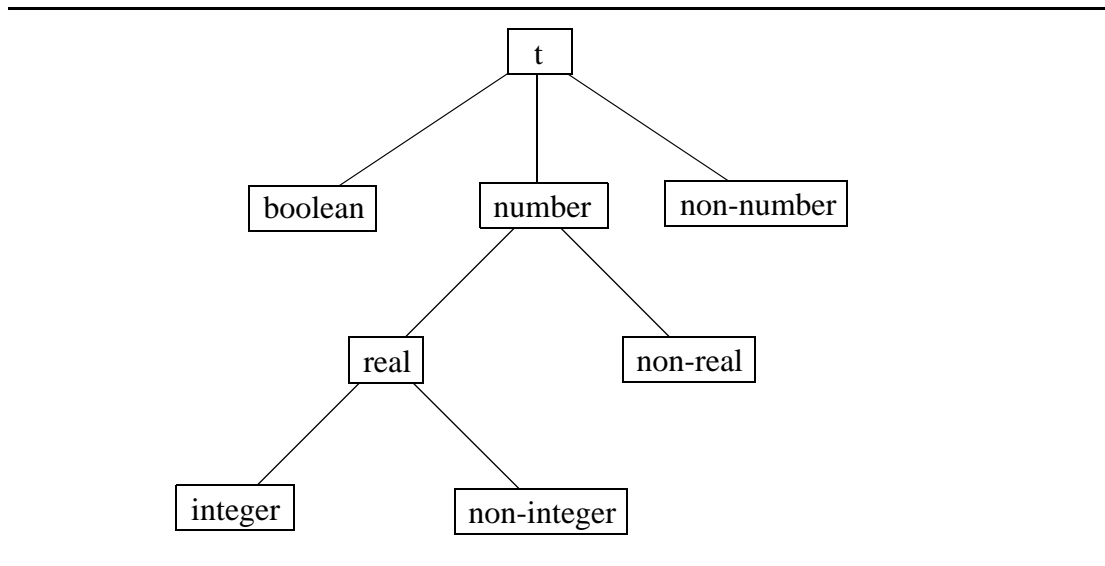 t
boolean
number
non-number
real
non-real
integer
non-integer